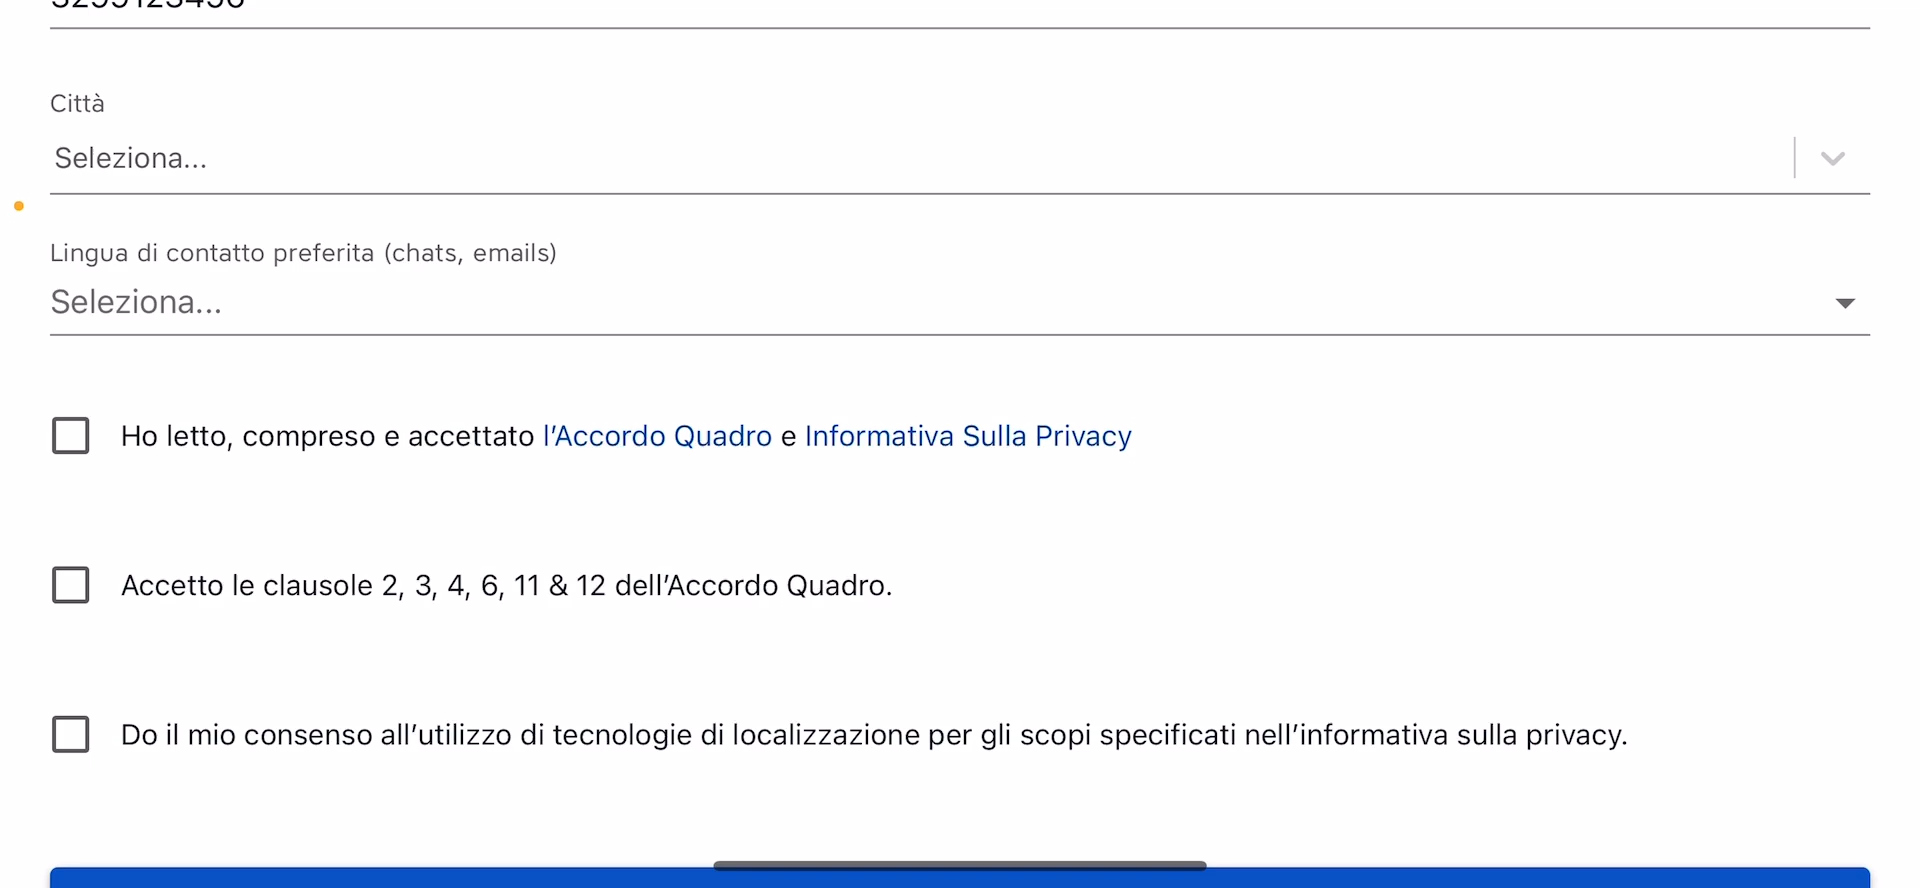 Città
Seleziona...
Lingua di contatto preferita (chats, emails)
Seleziona...
Ho letto, compreso e accettato l’Accordo Quadro e Informativa Sulla Privacy
Accetto le clausole 2, 3, 4, 6, 11 & 12 dell’Accordo Quadro.
Do il mio consenso all’utilizzo di tecnologie di localizzazione per gli scopi specificati nell’informativa sulla privacy.